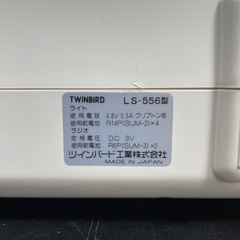 TWINBIRD LS-556型
ライト
使用電球 4.8V 0.5A クリプトン球
使用乾電池 R14P(SUM-2)×4
ラジオ
定格電圧 DC 3V
使用乾電池 R6P(SUM-3)×2
ツインバード工業株式会社
MADE IN JAPAN